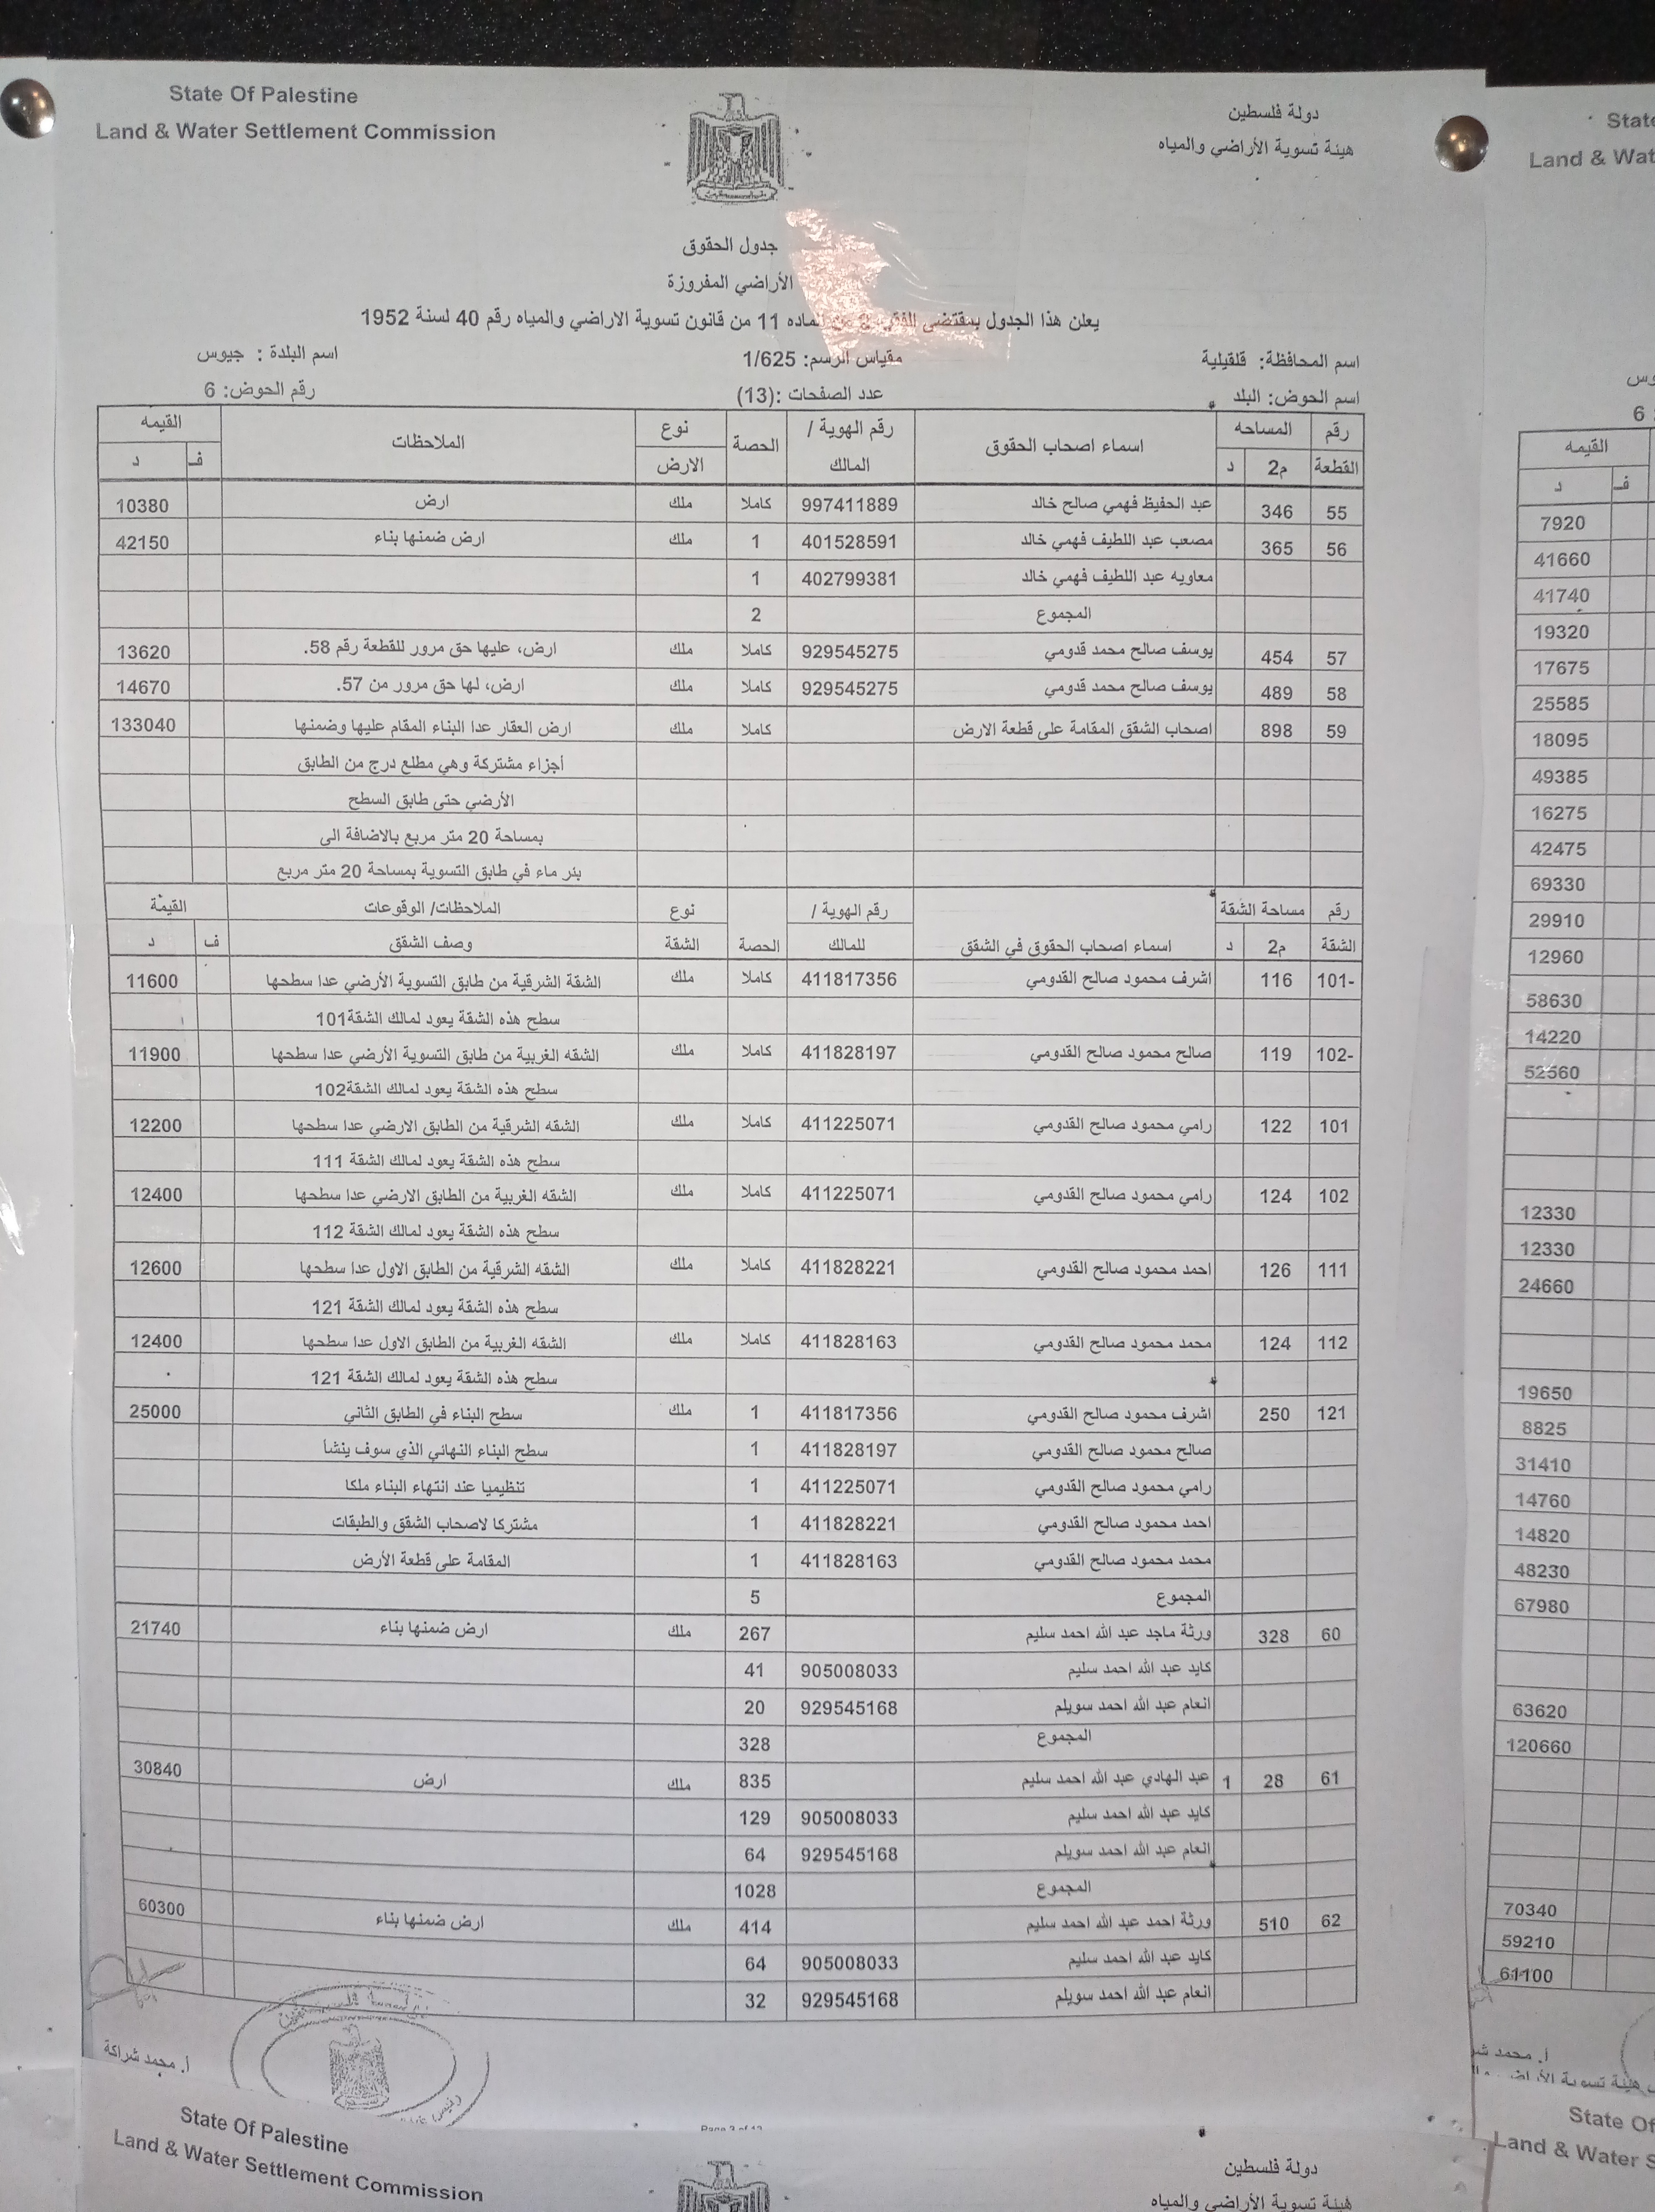 State Of Palestine
Land & Water Settlement Commission
دولة فلسطين
هيئة تسوية الأراضي والمياه
جدول الحقوق
الأراضي المفروزة
يعلن هذا الجدول بمقتضى الفقرة 2 من الماده 11 من قانون تسوية الاراضي والمياه رقم 40 لسنة 1952
اسم المحافظة: قلقيلية مقياس الرسم: 1/625 اسم البلدة : جيوس
اسم الحوض: البلد عدد الصفحات :(13) رقم الحوض: 6
رقم القطعة المساحه م2 د اسماء اصحاب الحقوق رقم الهوية / المالك الحصة نوع الارض الملاحظات القيمه ف د
55 346 عبد الحفيظ فهمي صالح خالد 997411889 كاملا ملك ارض 10380
56 365 مصعب عبد اللطيف فهمي خالد 401528591 1 ملك ارض ضمنها بناء 42150
معاويه عبد اللطيف فهمي خالد 402799381 1
المجموع 2
57 454 يوسف صالح محمد قدومي 929545275 كاملا ملك ارض، عليها حق مرور للقطعة رقم 58. 13620
58 489 يوسف صالح محمد قدومي 929545275 كاملا ملك ارض، لها حق مرور من 57. 14670
59 898 اصحاب الشقق المقامة على قطعة الارض كاملا ملك ارض العقار عدا البناء المقام عليها وضمنها 133040
أجزاء مشتركة وهي مطلع درج من الطابق
الأرضي حتى طابق السطح
بمساحة 20 متر مربع بالاضافة الى
بئر ماء في طابق التسوية بمساحة 20 متر مربع
رقم الشقة مساحة الشقة م2 د اسماء اصحاب الحقوق في الشقق رقم الهوية / للمالك الحصة نوع الشقة الملاحظات/ الوقوعات وصف الشقق القيمة ف د
101- 116 اشرف محمود صالح القدومي 411817356 كاملا ملك الشقة الشرقية من طابق التسوية الأرضي عدا سطحها 11600
سطح هذه الشقة يعود لمالك الشقة101
102- 119 صالح محمود صالح القدومي 411828197 كاملا ملك الشقه الغربية من طابق التسوية الأرضي عدا سطحها 11900
سطح هذه الشقة يعود لمالك الشقة102
101 122 رامي محمود صالح القدومي 411225071 كاملا ملك الشقه الشرقية من الطابق الارضي عدا سطحها 12200
سطح هذه الشقة يعود لمالك الشقة 111
102 124 رامي محمود صالح القدومي 411225071 كاملا ملك الشقه الغربية من الطابق الارضي عدا سطحها 12400
سطح هذه الشقة يعود لمالك الشقة 112
111 126 احمد محمود صالح القدومي 411828221 كاملا ملك الشقه الشرقية من الطابق الاول عدا سطحها 12600
سطح هذه الشقة يعود لمالك الشقة 121
112 124 محمد محمود صالح القدومي 411828163 كاملا ملك الشقه الغربية من الطابق الاول عدا سطحها 12400
سطح هذه الشقة يعود لمالك الشقة 121
121 250 اشرف محمود صالح القدومي 411817356 1 ملك سطح البناء في الطابق الثاني 25000
صالح محمود صالح القدومي 411828197 1 سطح البناء النهائي الذي سوف ينشأ
رامي محمود صالح القدومي 411225071 1 تنظيميا عند انتهاء البناء ملكا
احمد محمود صالح القدومي 411828221 1 مشتركا لاصحاب الشقق والطبقات
محمد محمود صالح القدومي 411828163 1 المقامة على قطعة الأرض
المجموع 5
60 328 ورثة ماجد عبد الله احمد سليم 267 ملك ارض ضمنها بناء 21740
كايد عبد الله احمد سليم 905008033 41
انعام عبد الله احمد سويلم 929545168 20
المجموع 328
61 28 1 عبد الهادي عبد الله احمد سليم 835 ملك ارض 30840
كايد عبد الله احمد سليم 905008033 129
انعام عبد الله احمد سويلم 929545168 64
المجموع 1028
62 510 ورثة احمد عبد الله احمد سليم 414 ملك ارض ضمنها بناء 60300
كايد عبد الله احمد سليم 905008033 64
انعام عبد الله احمد سويلم 929545168 32
أ. محمد شراكة
State Of Palestine
Land & Water Settlement Commission
دولة فلسطين
هيئة تسوية الأراضي والمياه
6
القيمه
ف د
7920
41660
41740
19320
17675
25585
18095
49385
16275
42475
69330
29910
12960
58630
14220
52560
12330
12330
24660
19650
8825
31410
14760
14820
48230
67980
63620
120660
70340
59210
61100
أ. محمد
هيئة تسوية
State Of
Land & Water